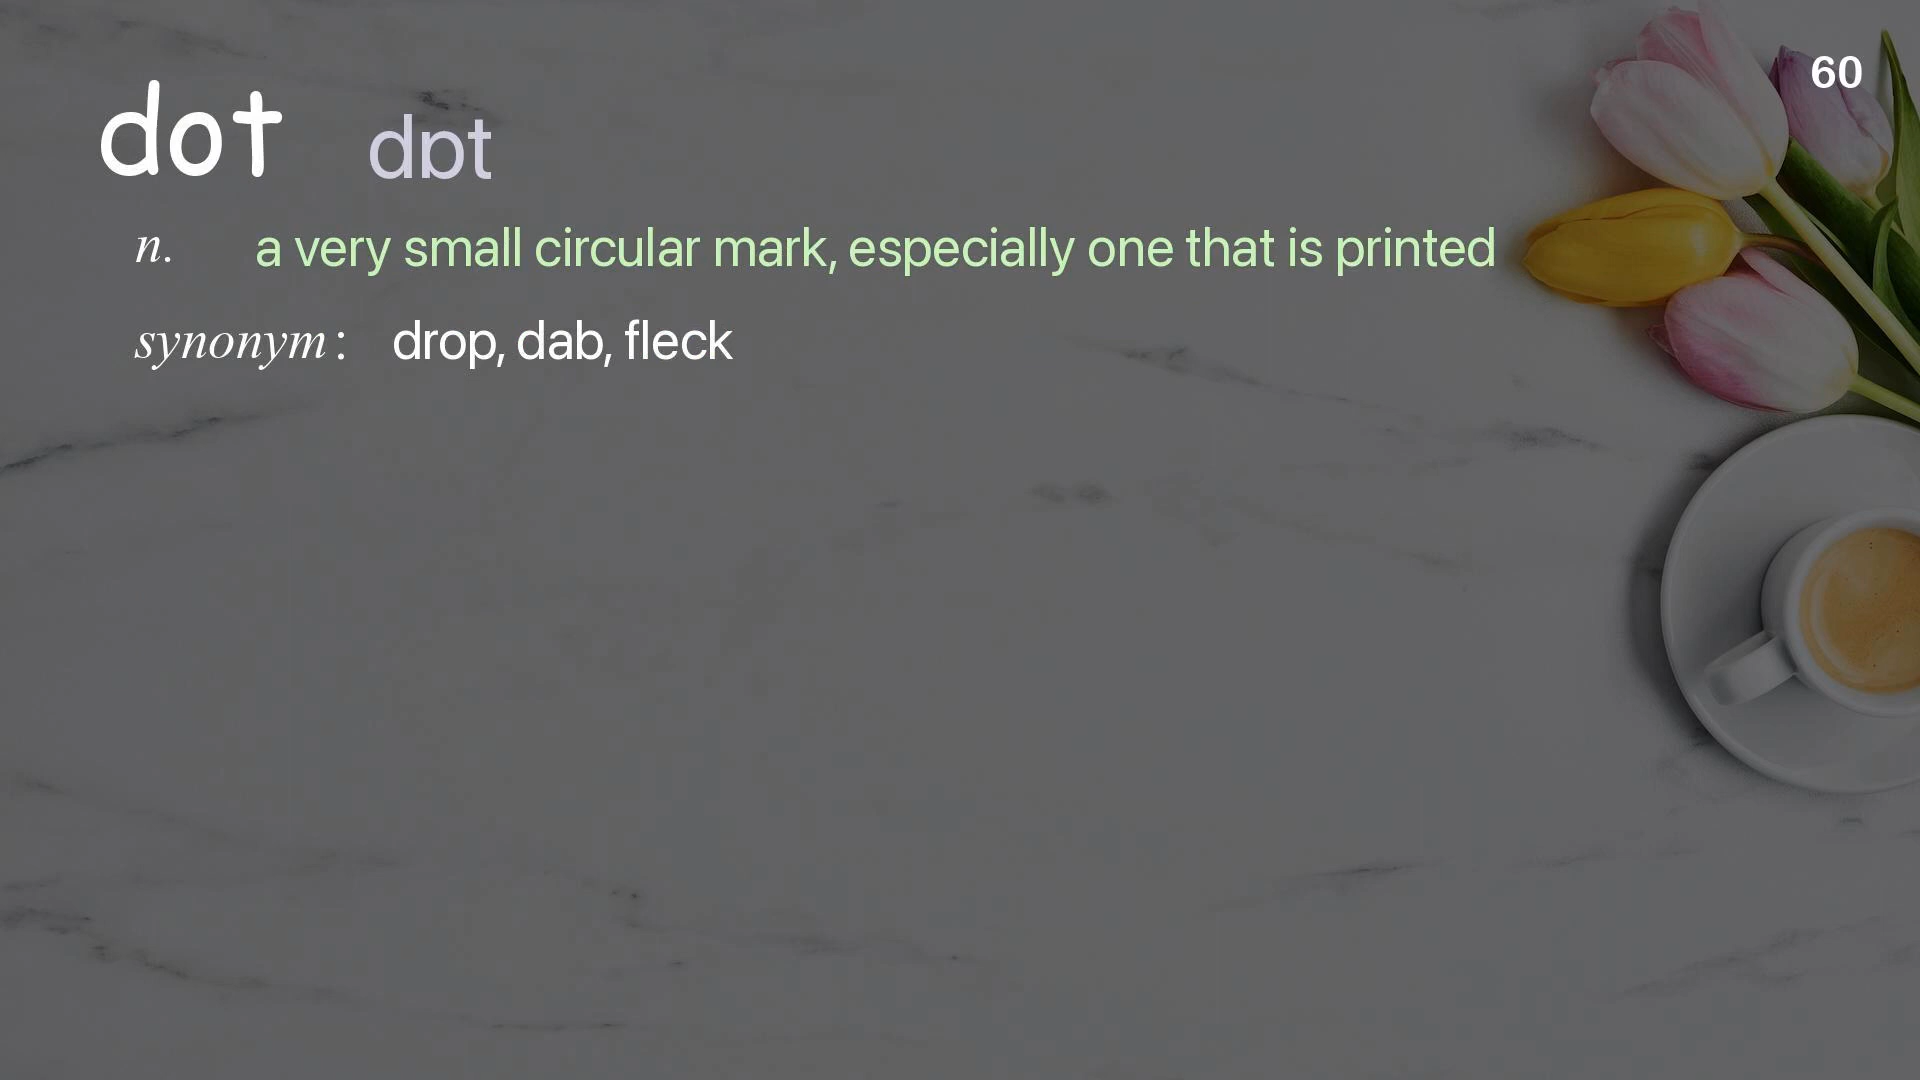 60
dot dɒt
n. a very small circular mark, especially one that is printed
synonym : drop, dab, fleck